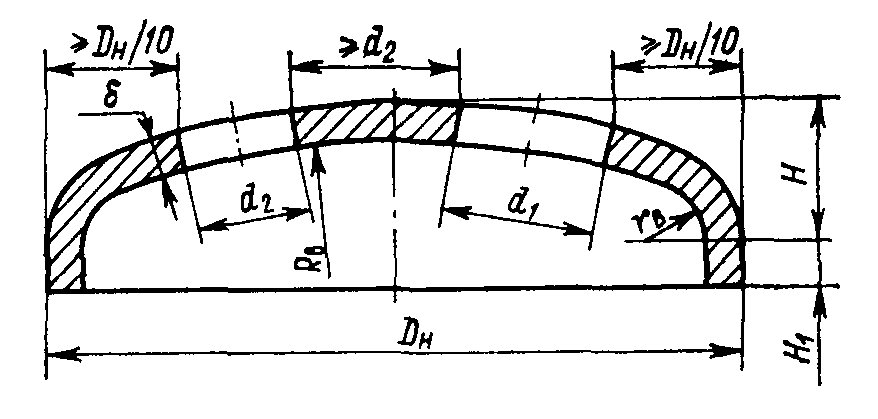 ≥Dн/10 ≥d₂ ≥Dн/10
δ
H
d₂ d₁ rв
Rв
H₁
Dн